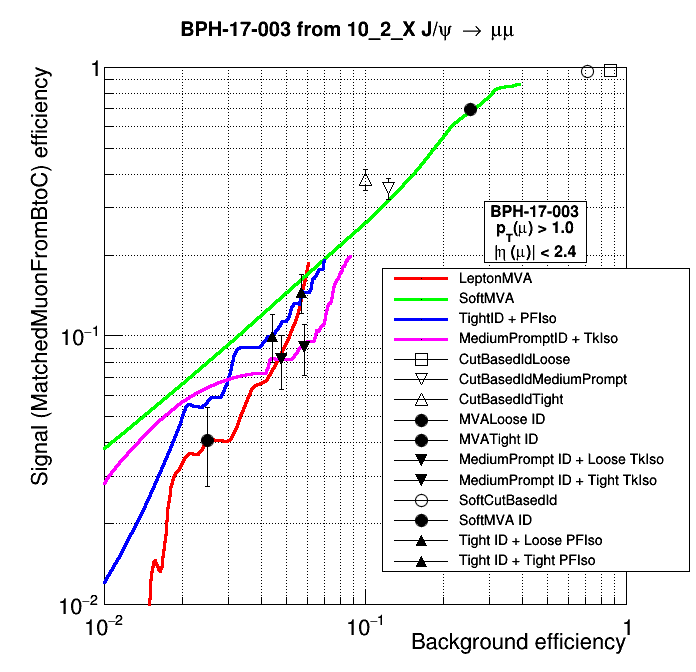 BPH-17-003 from 10_2_X J/ψ → μμ
Signal (MatchedMuonFromBtoC) efficiency
1
10⁻¹
10⁻²
BPH-17-003
p_T(μ) > 1.0
|η (μ)| < 2.4
LeptonMVA
SoftMVA
TightID + PFIso
MediumPromptID + TkIso
CutBasedIdLoose
CutBasedIdMediumPrompt
CutBasedIdTight
MVALoose ID
MVATight ID
MediumPrompt ID + Loose TkIso
MediumPrompt ID + Tight TkIso
SoftCutBasedId
SoftMVA ID
Tight ID + Loose PFIso
Tight ID + Tight PFIso
10⁻²
10⁻¹
1
Background efficiency